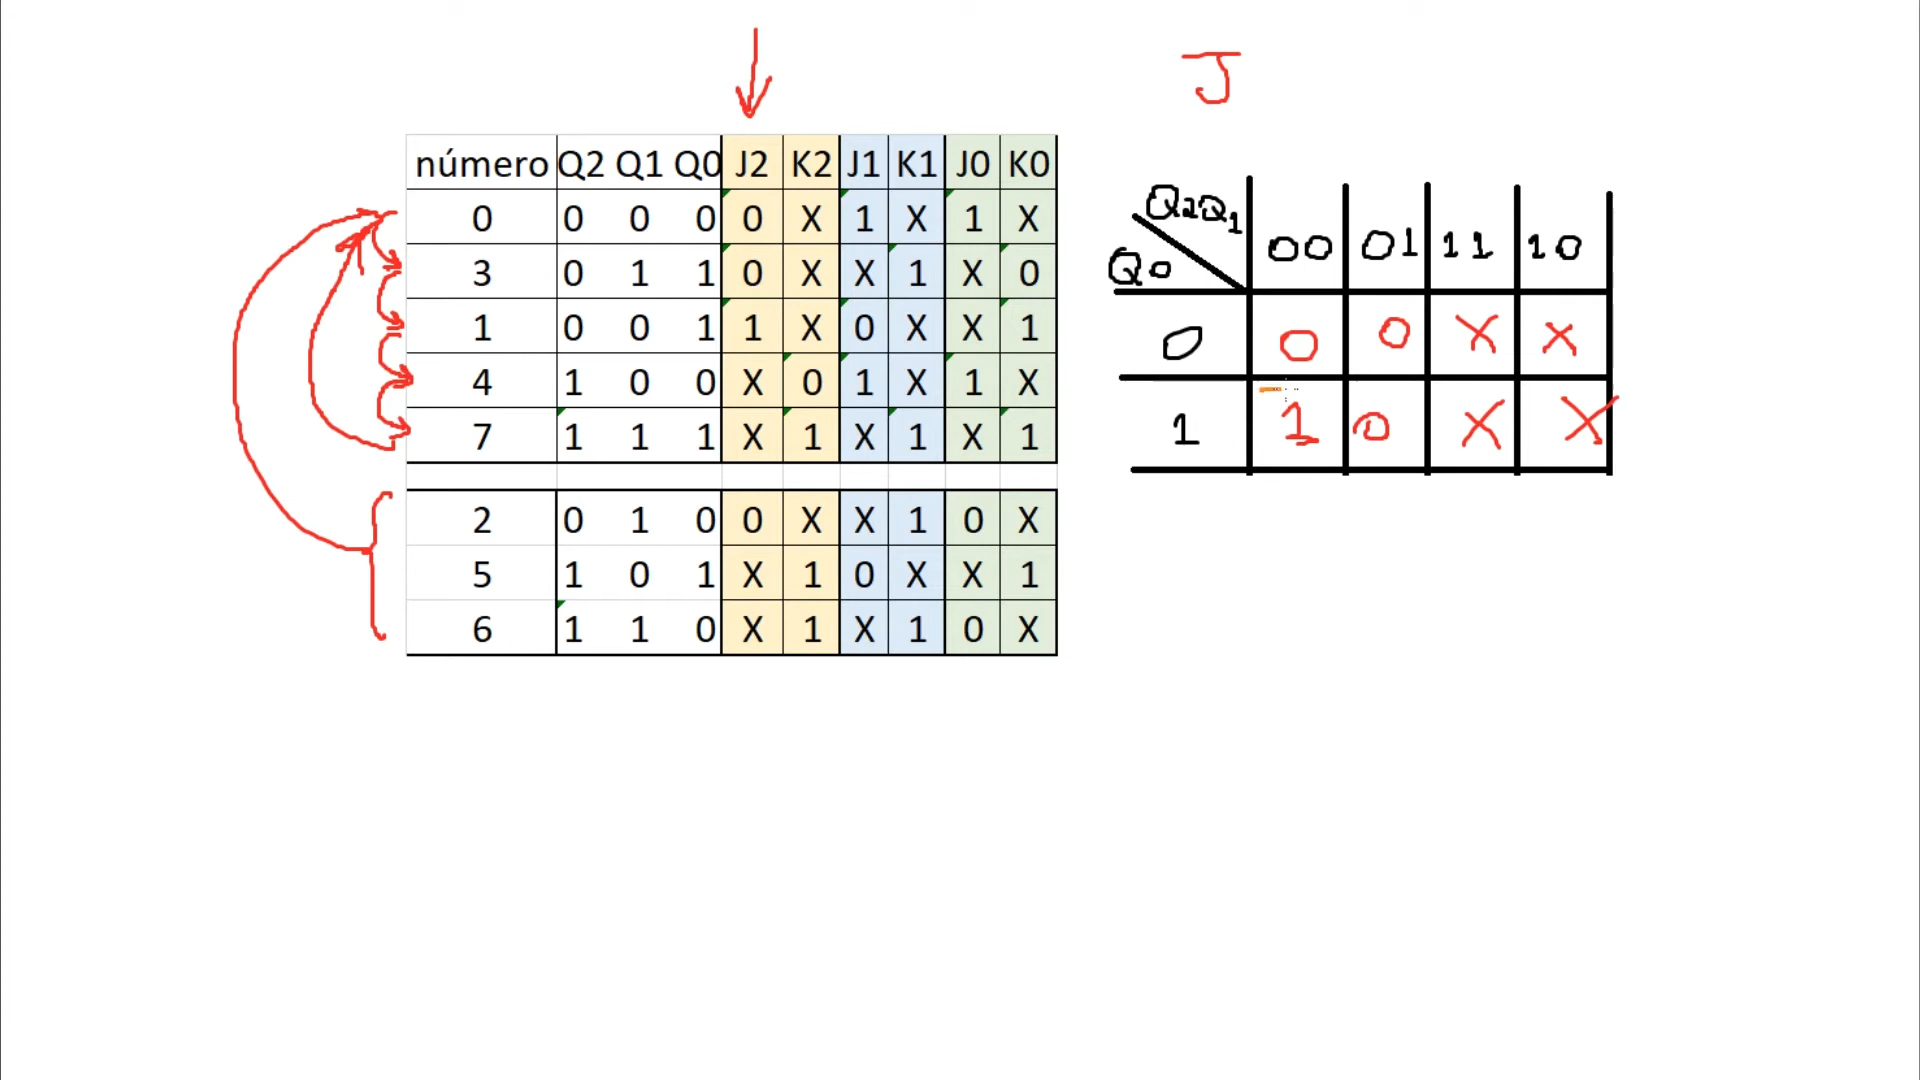 J
número Q2 Q1 Q0 J2 K2 J1 K1 J0 K0
0 0 0 0 0 X 1 X 1 X
3 0 1 1 0 X X 1 X 0
1 0 0 1 1 X 0 X X 1
4 1 0 0 X 0 1 X 1 X
7 1 1 1 X 1 X 1 X 1
2 0 1 0 0 X X 1 0 X
5 1 0 1 X 1 0 X X 1
6 1 1 0 X 1 X 1 0 X
Q2Q1
Q0 00 01 11 10
0 0 0 X X
1 1 0 X X